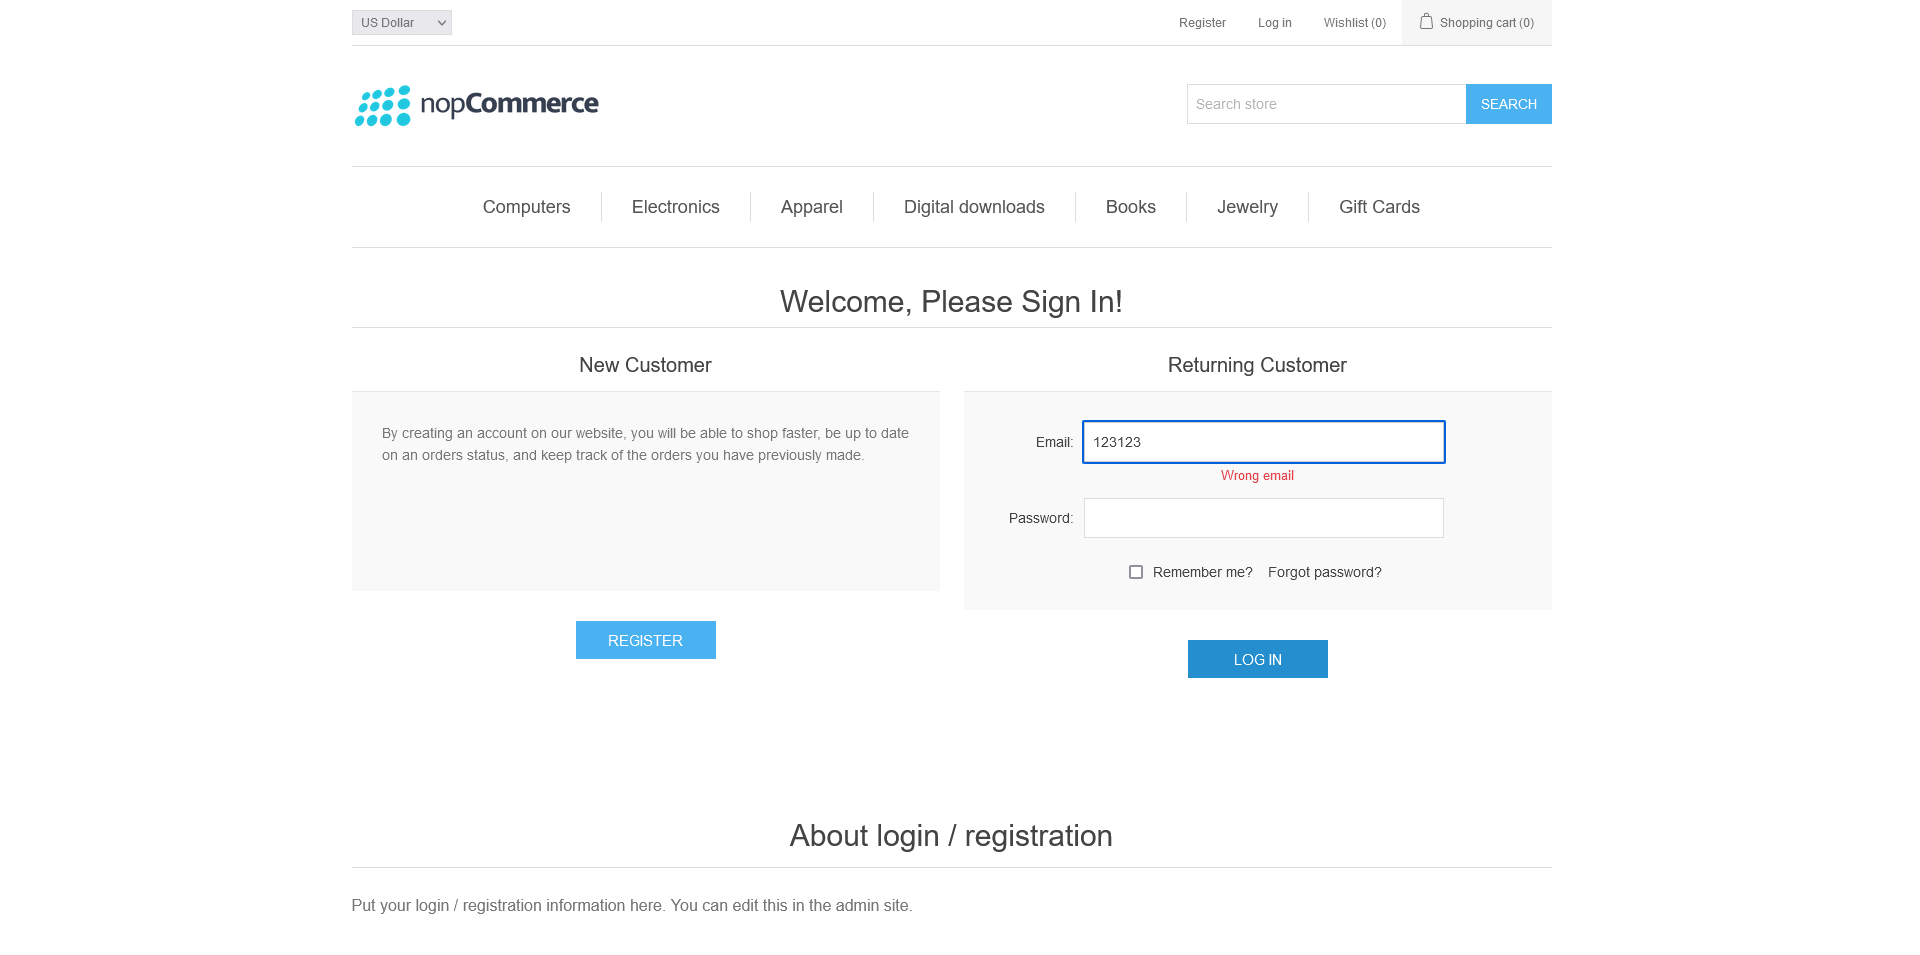 US Dollar
Register
Log in
Wishlist (0)
Shopping cart (0)
nopCommerce
Search store
SEARCH
Computers
Electronics
Apparel
Digital downloads
Books
Jewelry
Gift Cards
Welcome, Please Sign In!
New Customer
By creating an account on our website, you will be able to shop faster, be up to date
on an orders status, and keep track of the orders you have previously made.
REGISTER
Returning Customer
Email:
123123
Wrong email
Password:
Remember me?
Forgot password?
LOG IN
About login / registration
Put your login / registration information here. You can edit this in the admin site.